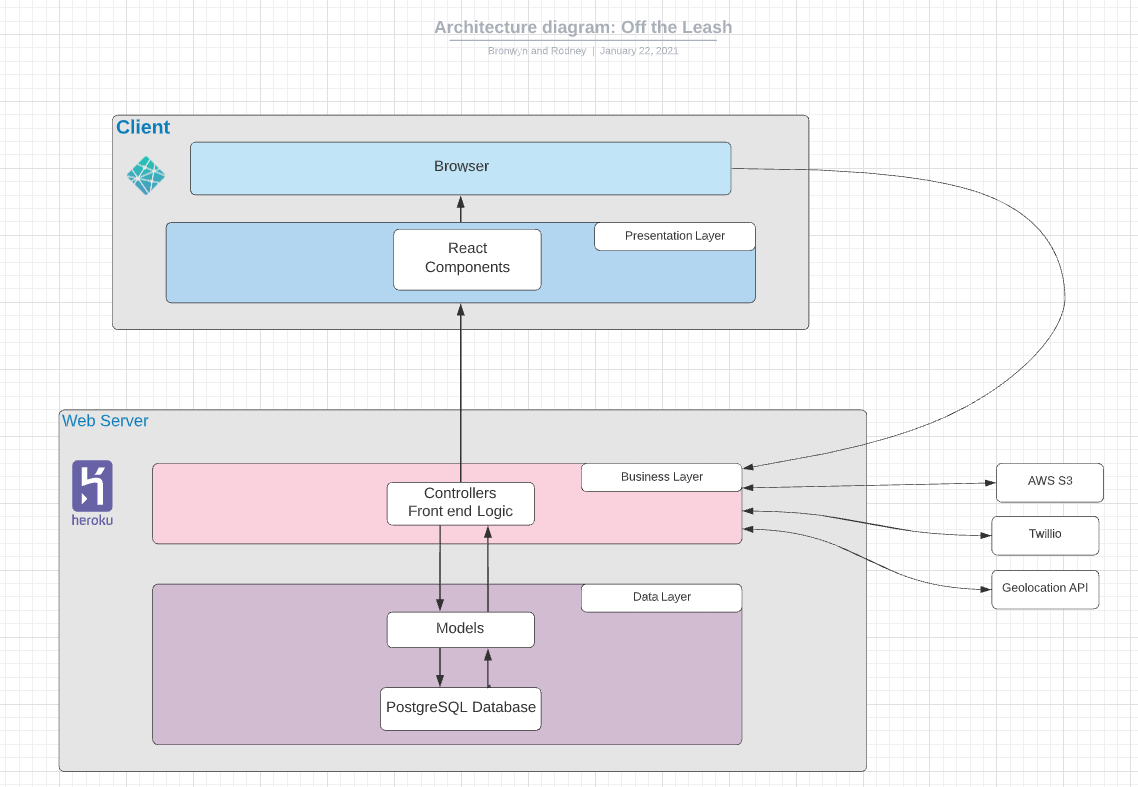 Architecture diagram: Off the Leash
Bronwyn and Rodney | January 22, 2021
Client
Browser
Presentation Layer
React
Components
Web Server
heroku
Business Layer
Controllers
Front end Logic
AWS S3
Twillio
Geolocation API
Data Layer
Models
PostgreSQL Database